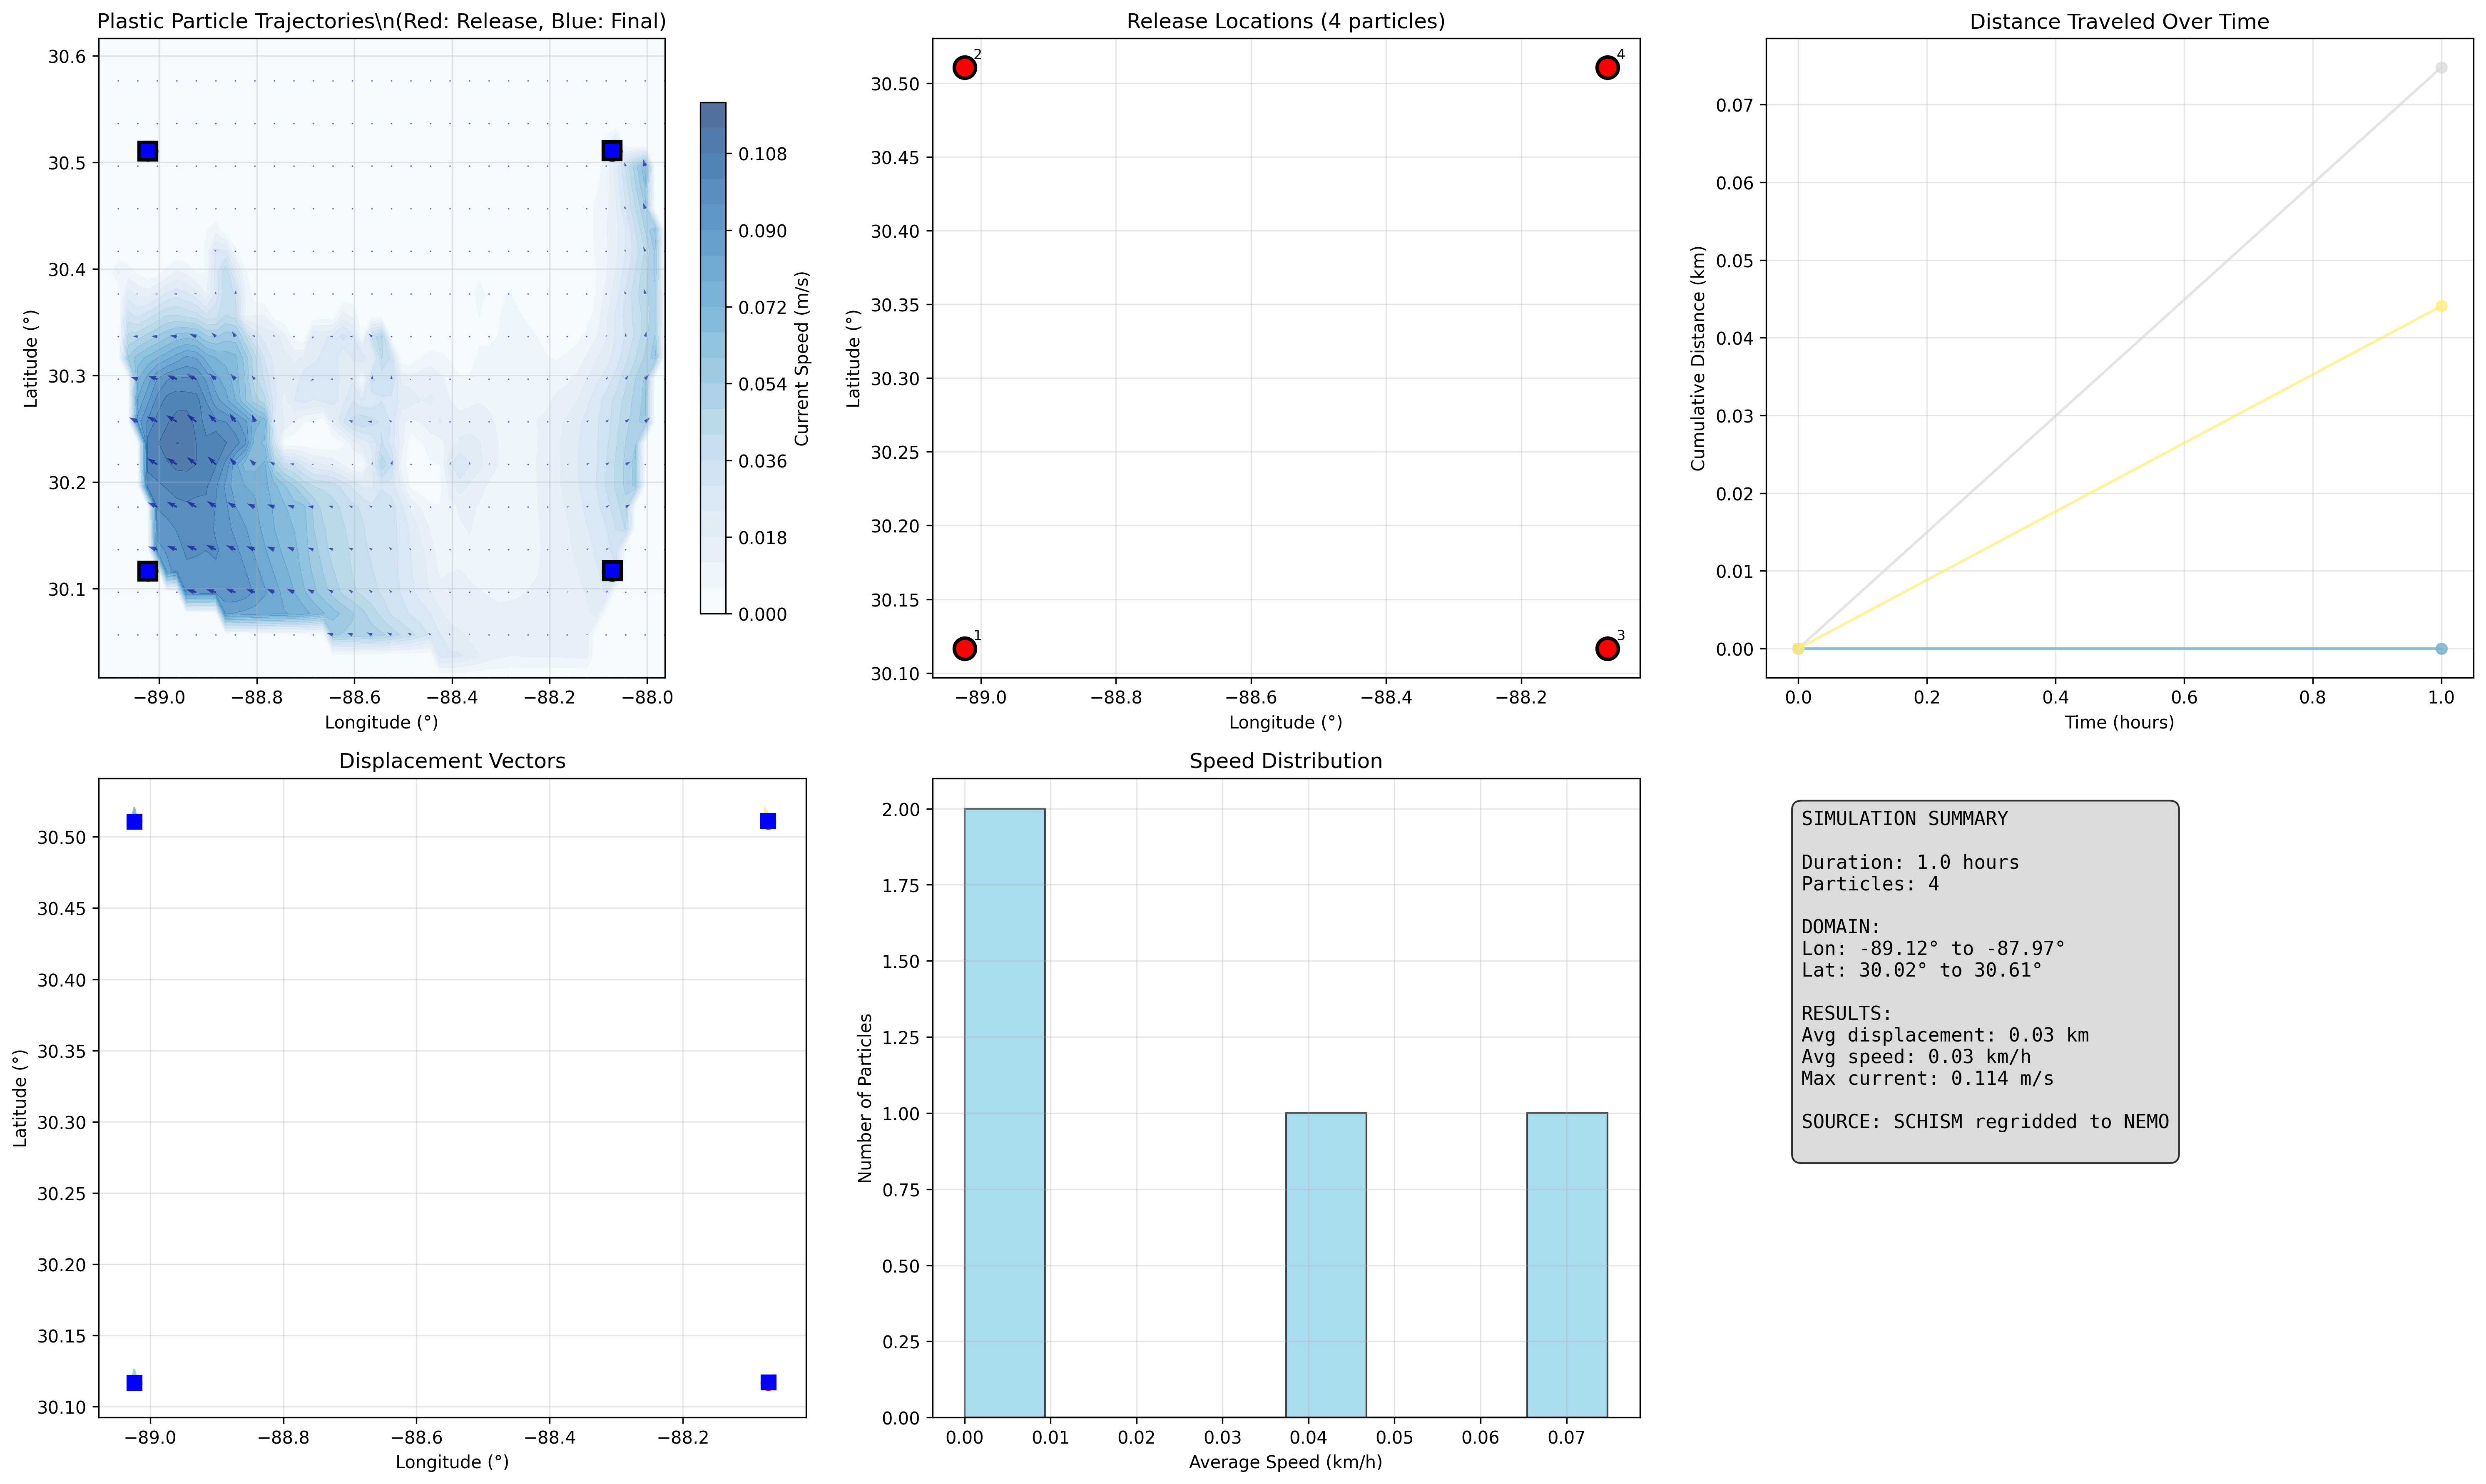 Plastic Particle Trajectories\n(Red: Release, Blue: Final)
30.6
30.5
30.4
30.3
30.2
30.1
Latitude (°)
−89.0 −88.8 −88.6 −88.4 −88.2 −88.0
Longitude (°)
0.108
0.090
0.072
0.054
0.036
0.018
0.000
Current Speed (m/s)
Release Locations (4 particles)
2
4
1
3
30.50
30.45
30.40
30.35
30.30
30.25
30.20
30.15
30.10
Latitude (°)
−89.0 −88.8 −88.6 −88.4 −88.2
Longitude (°)
Distance Traveled Over Time
0.07
0.06
0.05
0.04
0.03
0.02
0.01
0.00
Cumulative Distance (km)
0.0 0.2 0.4 0.6 0.8 1.0
Time (hours)
Displacement Vectors
30.50
30.45
30.40
30.35
30.30
30.25
30.20
30.15
30.10
Latitude (°)
−89.0 −88.8 −88.6 −88.4 −88.2
Longitude (°)
Speed Distribution
2.00
1.75
1.50
1.25
1.00
0.75
0.50
0.25
0.00
Number of Particles
0.00 0.01 0.02 0.03 0.04 0.05 0.06 0.07
Average Speed (km/h)
SIMULATION SUMMARY
Duration: 1.0 hours
Particles: 4
DOMAIN:
Lon: -89.12° to -87.97°
Lat: 30.02° to 30.61°
RESULTS:
Avg displacement: 0.03 km
Avg speed: 0.03 km/h
Max current: 0.114 m/s
SOURCE: SCHISM regridded to NEMO